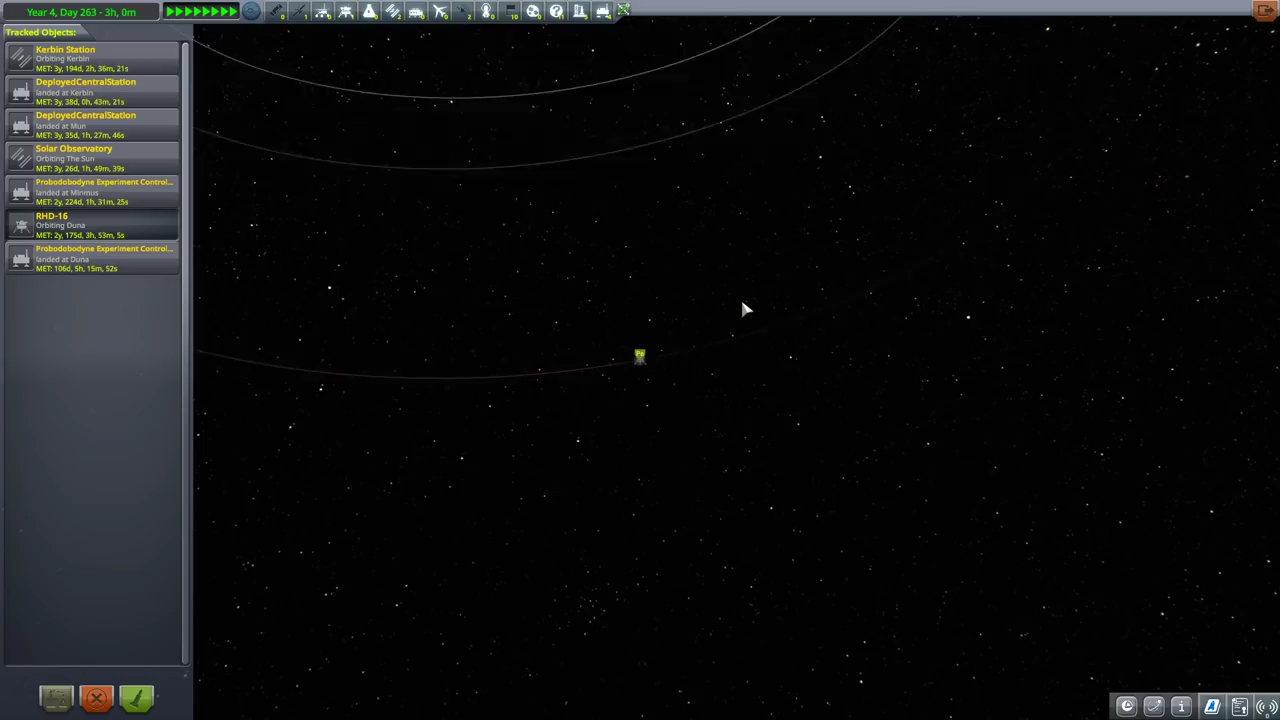 Year 4, Day 263 - 3h, 0m
Tracked Objects:
Kerbin Station
Orbiting Kerbin
MET: 3y, 194d, 2h, 36m, 21s
DeployedCentralStation
landed at Kerbin
MET: 3y, 38d, 0h, 43m, 21s
DeployedCentralStation
landed at Mun
MET: 3y, 35d, 1h, 27m, 46s
Solar Observatory
Orbiting The Sun
MET: 3y, 26d, 1h, 49m, 39s
Probodobodyne Experiment Control...
landed at Minmus
MET: 2y, 224d, 1h, 31m, 25s
RHD-16
Orbiting Duna
MET: 2y, 175d, 3h, 53m, 5s
Probodobodyne Experiment Control...
landed at Duna
MET: 106d, 5h, 15m, 52s
Pe